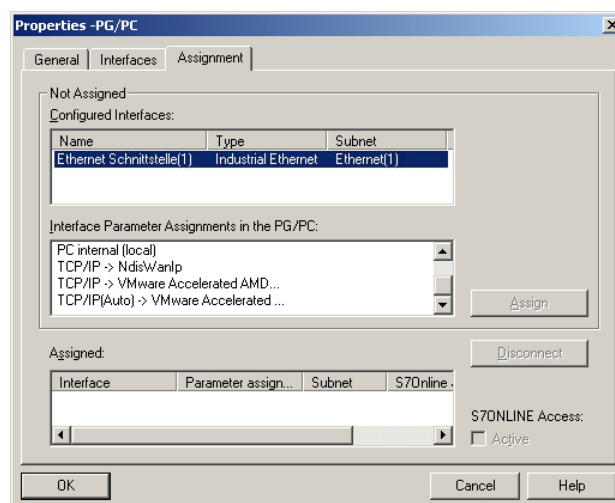 Properties -PG/PC
General Interfaces Assignment
Not Assigned
Configured Interfaces:
Name Type Subnet
Ethernet Schnittstelle(1) Industrial Ethernet Ethernet(1)
Interface Parameter Assignments in the PG/PC:
PC internal (local)
TCP/IP -> NdisWanIp
TCP/IP -> VMware Accelerated AMD...
TCP/IP(Auto) -> VMware Accelerated ...
Assign
Assigned:
Disconnect
Interface Parameter assign... Subnet S7Online
S7ONLINE Access:
Active
OK Cancel Help